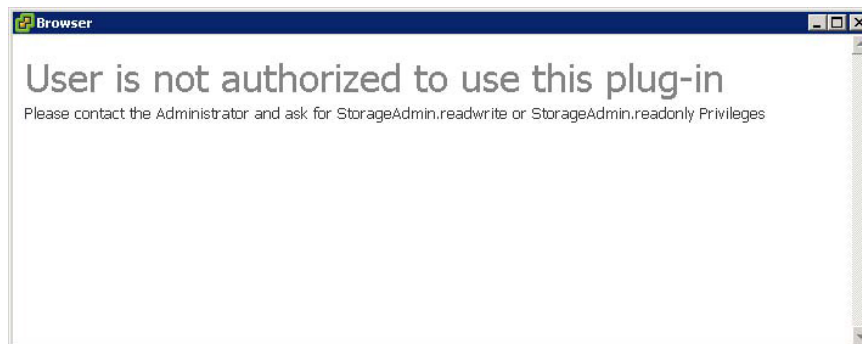 Browser
User is not authorized to use this plug-in
Please contact the Administrator and ask for StorageAdmin.readwrite or StorageAdmin.readonly Privileges